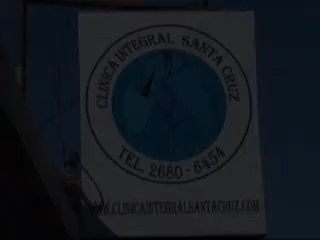 CLINICA INTEGRAL SANTA CRUZ
TEL. 2680-6454
WWW.CLINICAINTEGRALSANTACRUZ.COM